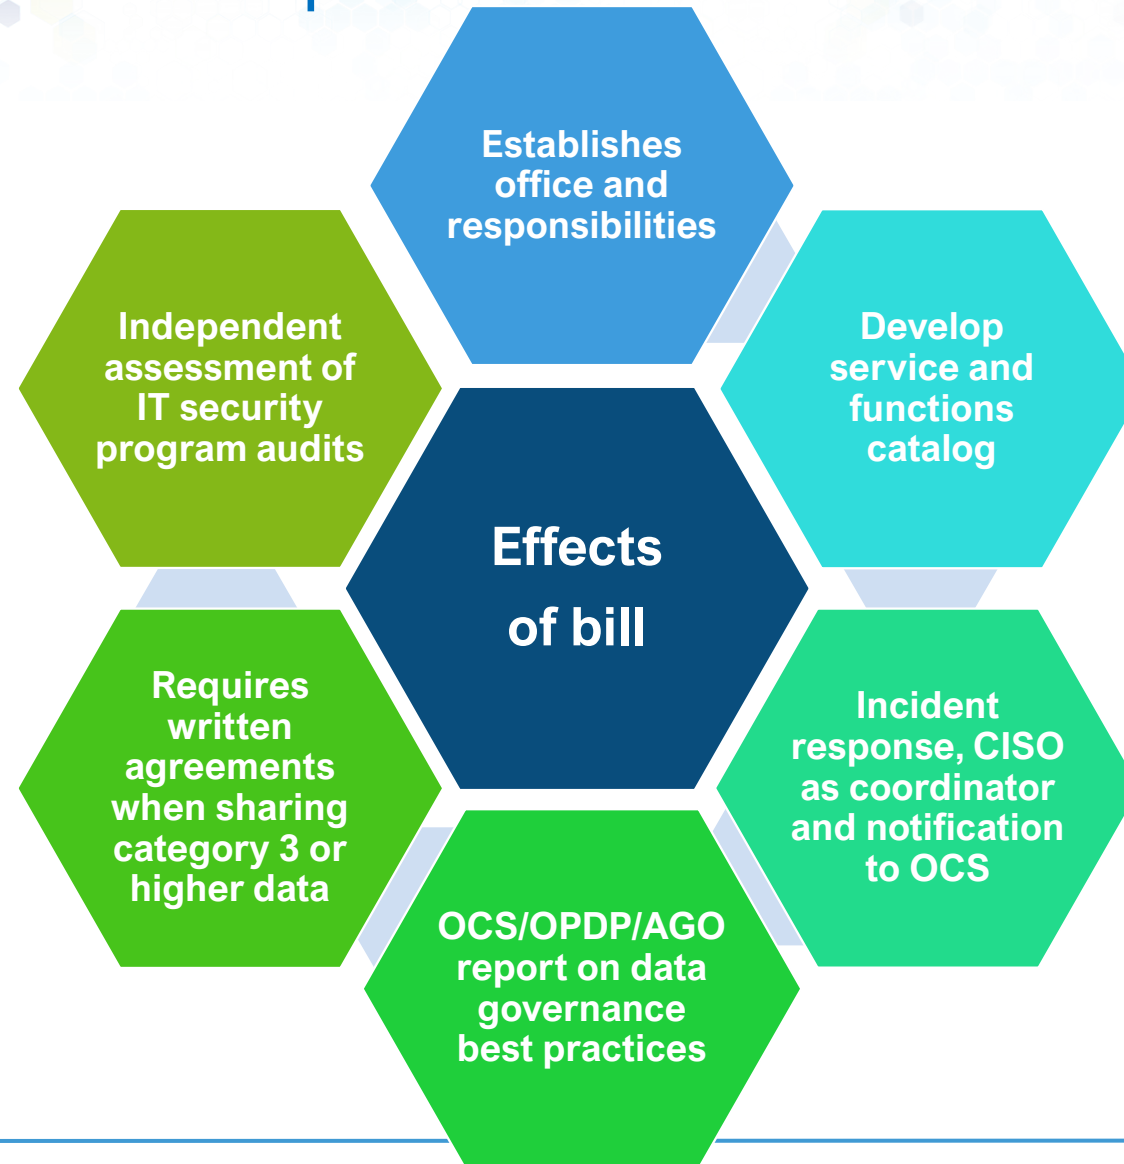 Establishes
office and
responsibilities
Develop
service and
functions
catalog
Incident
response, CISO
as coordinator
and notification
to OCS
OCS/OPDP/AGO
report on data
governance
best practices
Requires
written
agreements
when sharing
category 3 or
higher data
Independent
assessment of
IT security
program audits
Effects
of bill